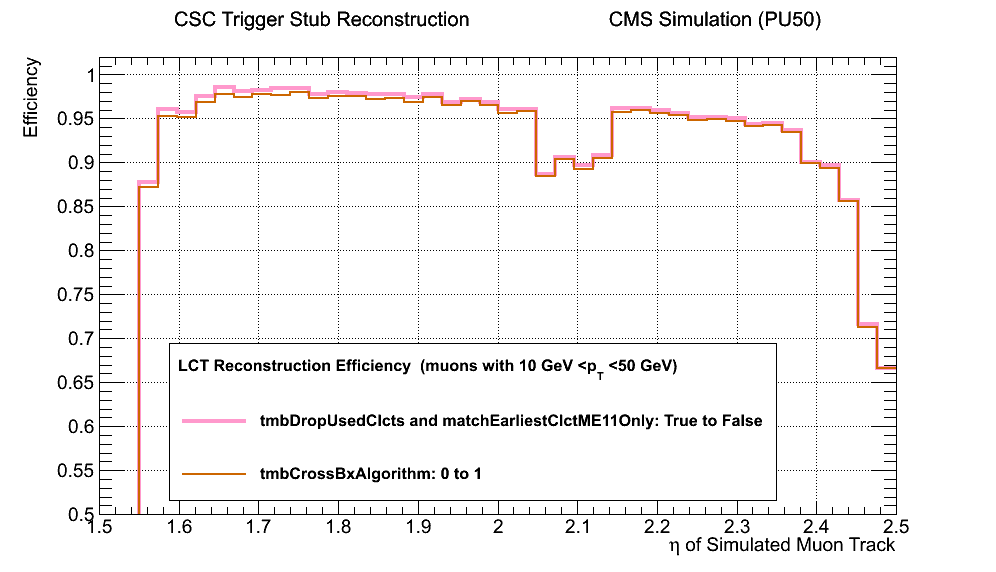 CSC Trigger Stub Reconstruction CMS Simulation (PU50)
Efficiency
1
0.95
0.9
0.85
0.8
0.75
0.7
0.65
0.6
0.55
0.5
LCT Reconstruction Efficiency (muons with 10 GeV <p_T <50 GeV)
tmbDropUsedClcts and matchEarliestClctME11Only: True to False
tmbCrossBxAlgorithm: 0 to 1
1.5 1.6 1.7 1.8 1.9 2 2.1 2.2 2.3 2.4 2.5
η of Simulated Muon Track